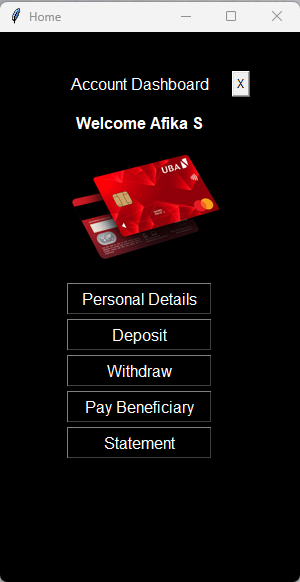 Home
Account Dashboard X
Welcome Afika S
UBA
Personal Details
Deposit
Withdraw
Pay Beneficiary
Statement